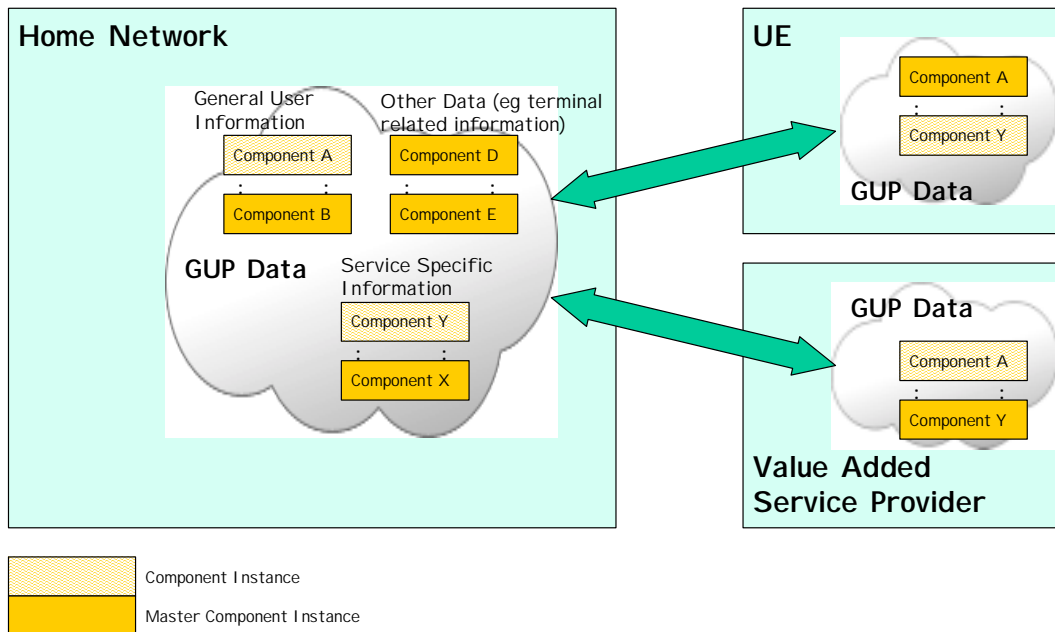 Home Network
General User
Information
Other Data (eg terminal
related information)
Component A
Component D
: :
: :
Component B
Component E
GUP Data
Service Specific
Information
Component Y
: :
Component X
UE
Component A
: :
Component Y
GUP Data
GUP Data
Component A
: :
Component Y
Value Added
Service Provider
Component Instance
Master Component Instance